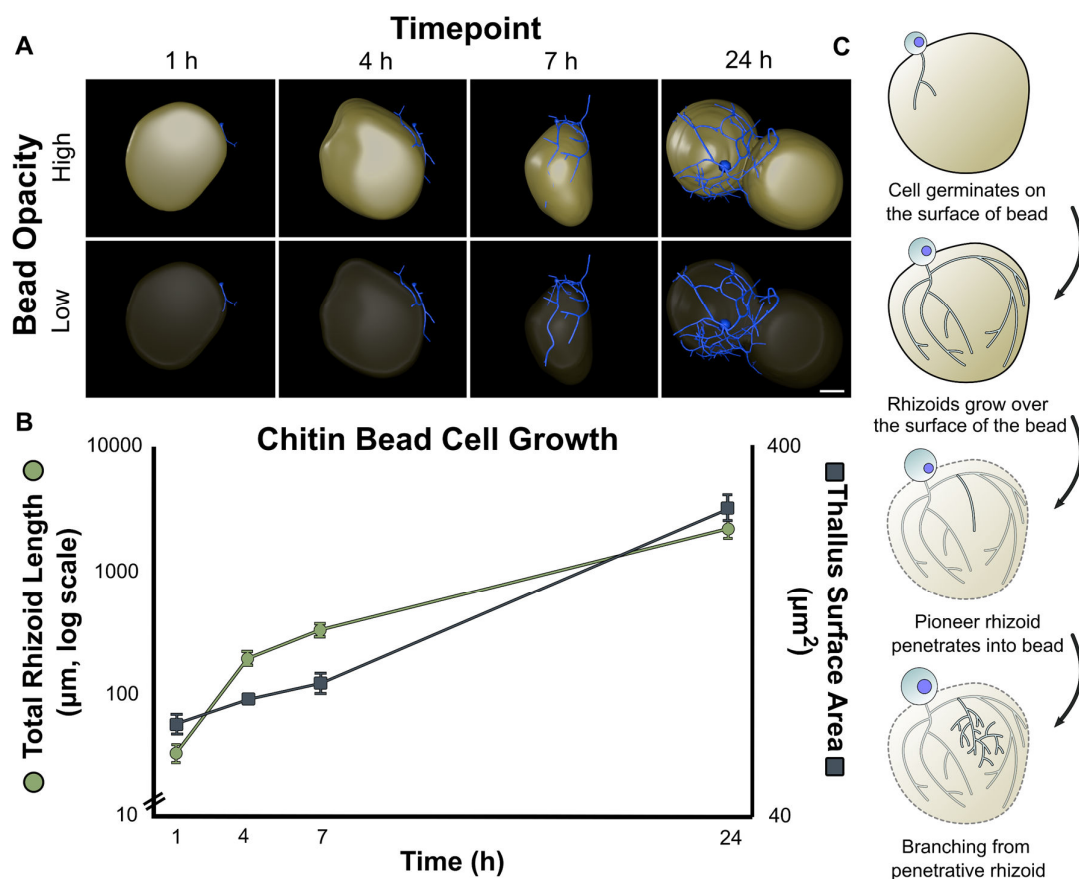 A
Timepoint
1 h
4 h
7 h
24 h
Bead Opacity
High
Low
B
Chitin Bead Cell Growth
Total Rhizoid Length
(µm, log scale)
10000
1000
100
10
1
4
7
24
Time (h)
400
40
Thallus Surface Area
(µm²)
C
Cell germinates on
the surface of bead
Rhizoids grow over
the surface of the bead
Pioneer rhizoid
penetrates into bead
Branching from
penetrative rhizoid